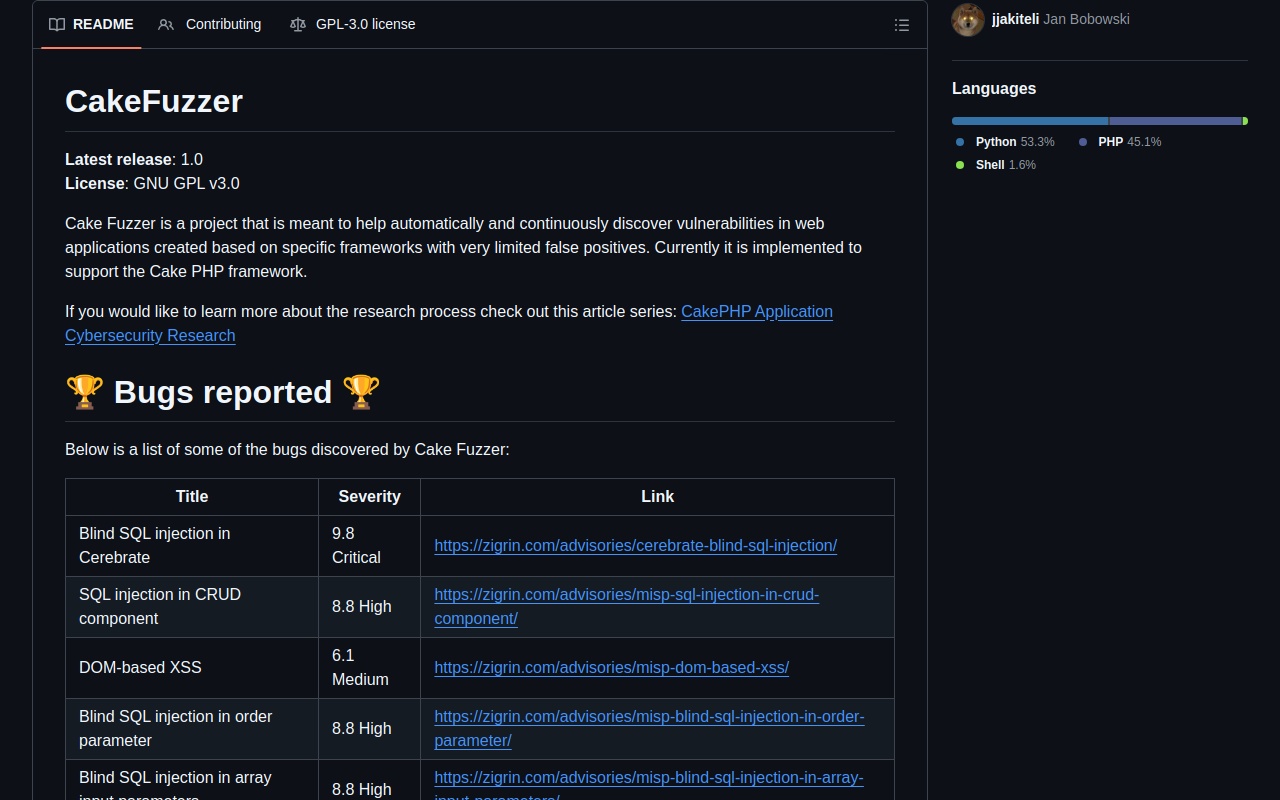 README
Contributing
GPL-3.0 license
jjakiteli Jan Bobowski
Languages
Python 53.3%
PHP 45.1%
Shell 1.6%
CakeFuzzer
Latest release: 1.0
License: GNU GPL v3.0
Cake Fuzzer is a project that is meant to help automatically and continuously discover vulnerabilities in web
applications created based on specific frameworks with very limited false positives. Currently it is implemented to
support the Cake PHP framework.
If you would like to learn more about the research process check out this article series: CakePHP Application
Cybersecurity Research
🏆 Bugs reported 🏆
Below is a list of some of the bugs discovered by Cake Fuzzer:
Title Severity Link
Blind SQL injection in
Cerebrate
9.8
Critical
https://zigrin.com/advisories/cerebrate-blind-sql-injection/
SQL injection in CRUD
component
8.8 High
https://zigrin.com/advisories/misp-sql-injection-in-crud-
component/
DOM-based XSS
6.1
Medium
https://zigrin.com/advisories/misp-dom-based-xss/
Blind SQL injection in order
parameter
8.8 High
https://zigrin.com/advisories/misp-blind-sql-injection-in-order-
parameter/
Blind SQL injection in array
input parameters
8.8 High
https://zigrin.com/advisories/misp-blind-sql-injection-in-array-
input-parameters/